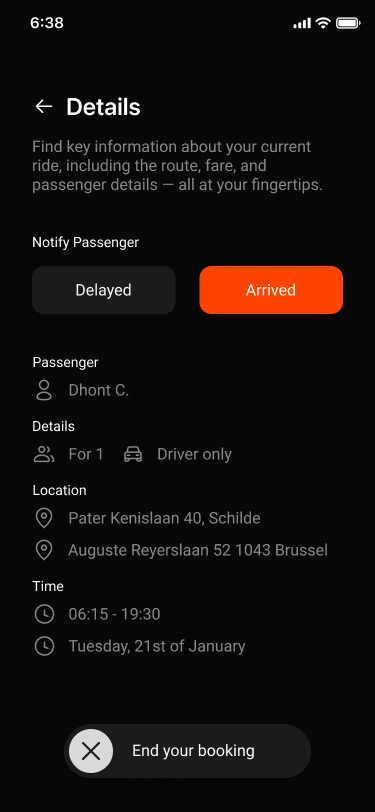 6:38
Details
Find key information about your current
ride, including the route, fare, and
passenger details — all at your fingertips.
Notify Passenger
Delayed
Arrived
Passenger
Dhont C.
Details
For 1
Driver only
Location
Pater Kenislaan 40, Schilde
Auguste Reyerslaan 52 1043 Brussel
Time
06:15 - 19:30
Tuesday, 21st of January
End your booking